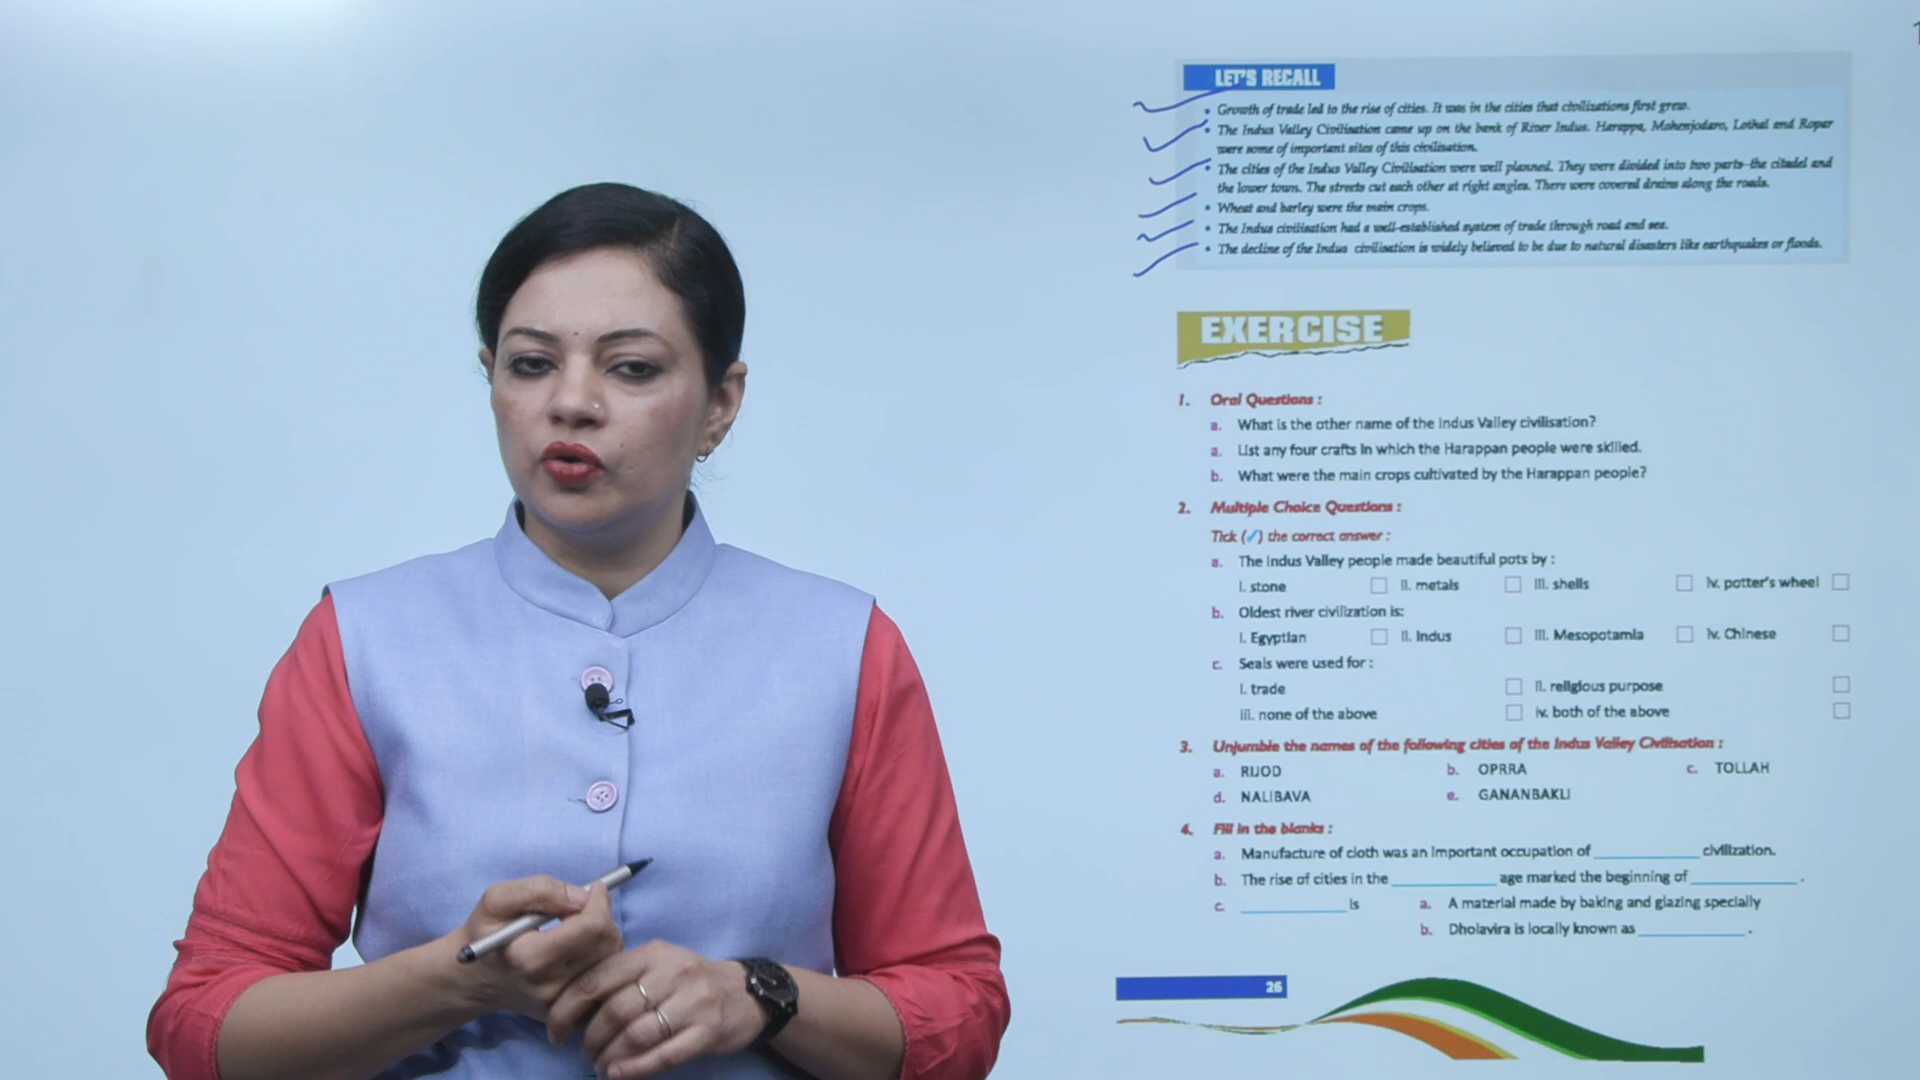 LET'S RECALL
• Growth of trade led to the rise of cities. It was in the cities that civilizations first grew.
• The Indus Valley Civilisation came up on the bank of River Indus. Harappa, Mohenjodaro, Lothal and Ropar
were some of important sites of this civilisation.
• The cities of the Indus Valley Civilisation were well planned. They were divided into two parts-the citadel and
the lower town. The streets cut each other at right angles. There were covered drains along the roads.
• Wheat and barley were the main crops.
• The Indus civilisation had a well-established system of trade through road and sea.
• The decline of the Indus civilisation is widely believed to be due to natural disasters like earthquakes or floods.
EXERCISE
1. Oral Questions :
a. What is the other name of the Indus Valley civilisation?
a. List any four crafts in which the Harappan people were skilled.
b. What were the main crops cultivated by the Harappan people?
2. Multiple Choice Questions :
Tick (✓) the correct answer :
a. The Indus Valley people made beautiful pots by :
i. stone ii. metals iii. shells iv. potter's wheel
b. Oldest river civilization is:
i. Egyptian ii. Indus iii. Mesopotamia iv. Chinese
c. Seals were used for :
i. trade ii. religious purpose
iii. none of the above iv. both of the above
3. Unjumble the names of the following cities of the Indus Valley Civilisation :
a. RIJOD b. OPRRA c. TOLLAH
d. NALIBAVA e. GANANBAKLI
4. Fill in the blanks :
a. Manufacture of cloth was an important occupation of __________ civilization.
b. The rise of cities in the __________ age marked the beginning of __________ .
c. __________ is a. A material made by baking and glazing specially
b. Dholavira is locally known as __________ .
26